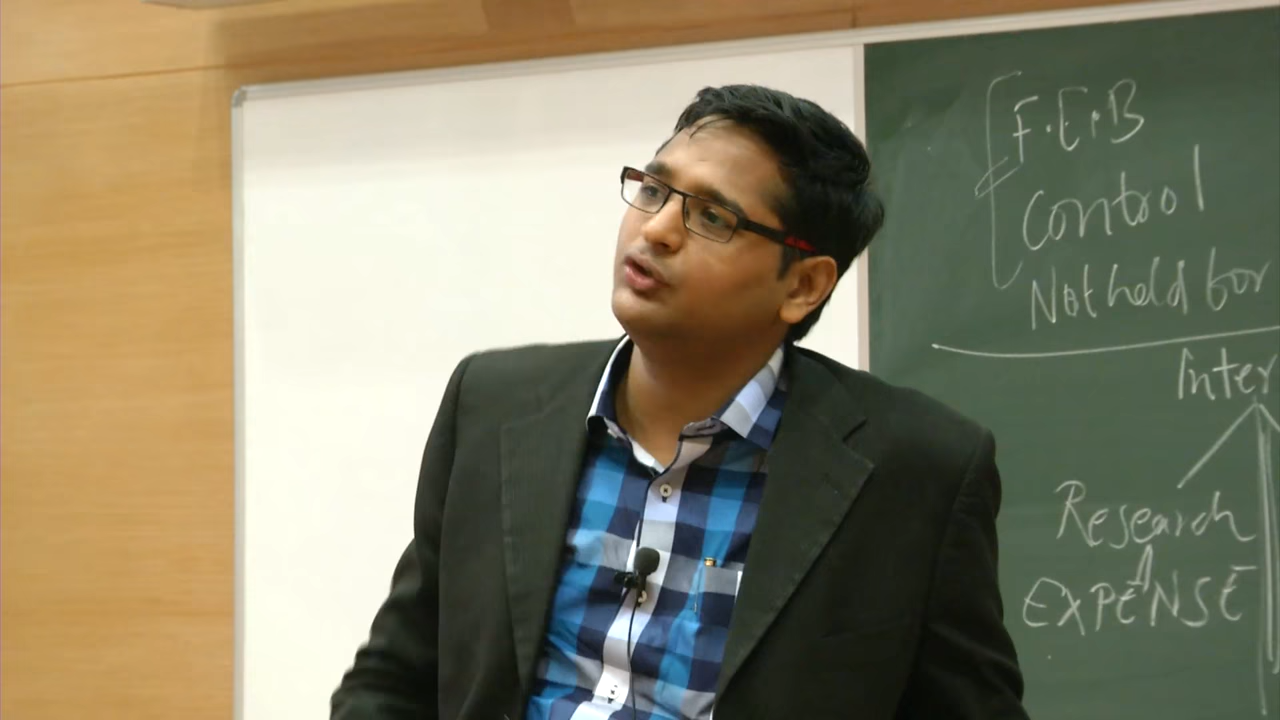 F.E.B
Control
Not held for
Inter
Research
EXPENSE